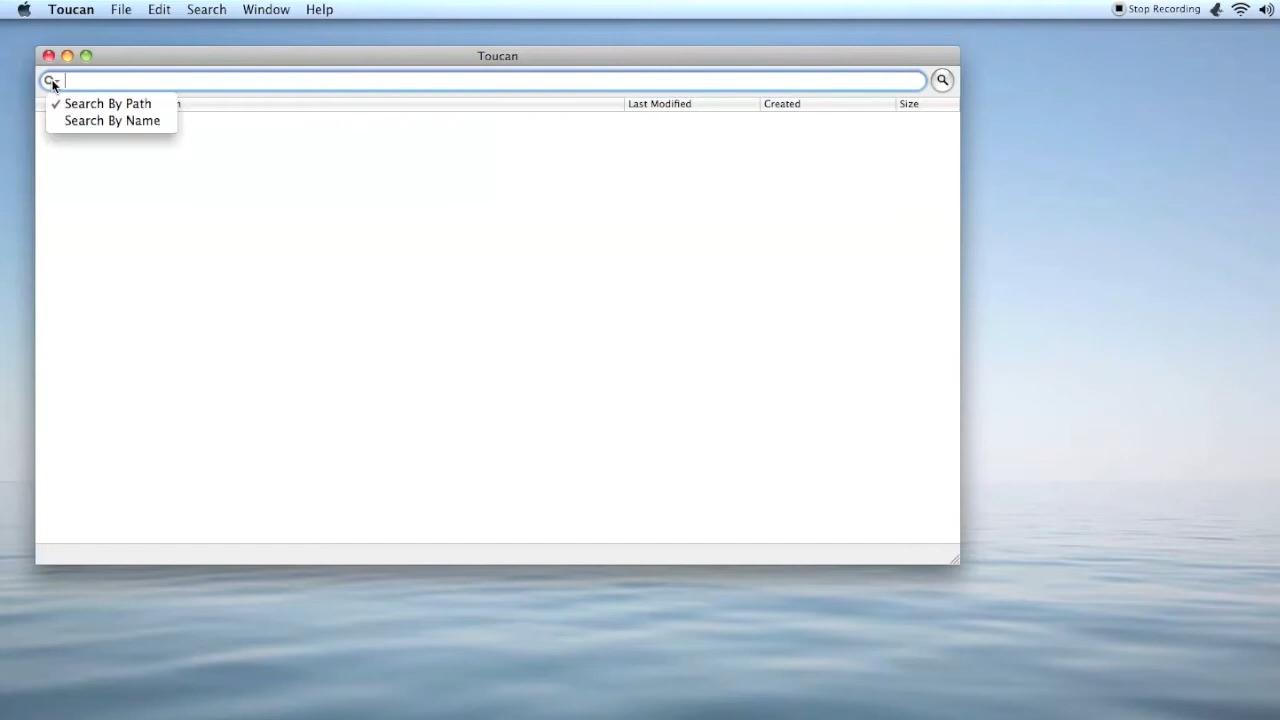 Toucan File Edit Search Window Help Stop Recording
Toucan
Last Modified Created Size
✓ Search By Path
Search By Name